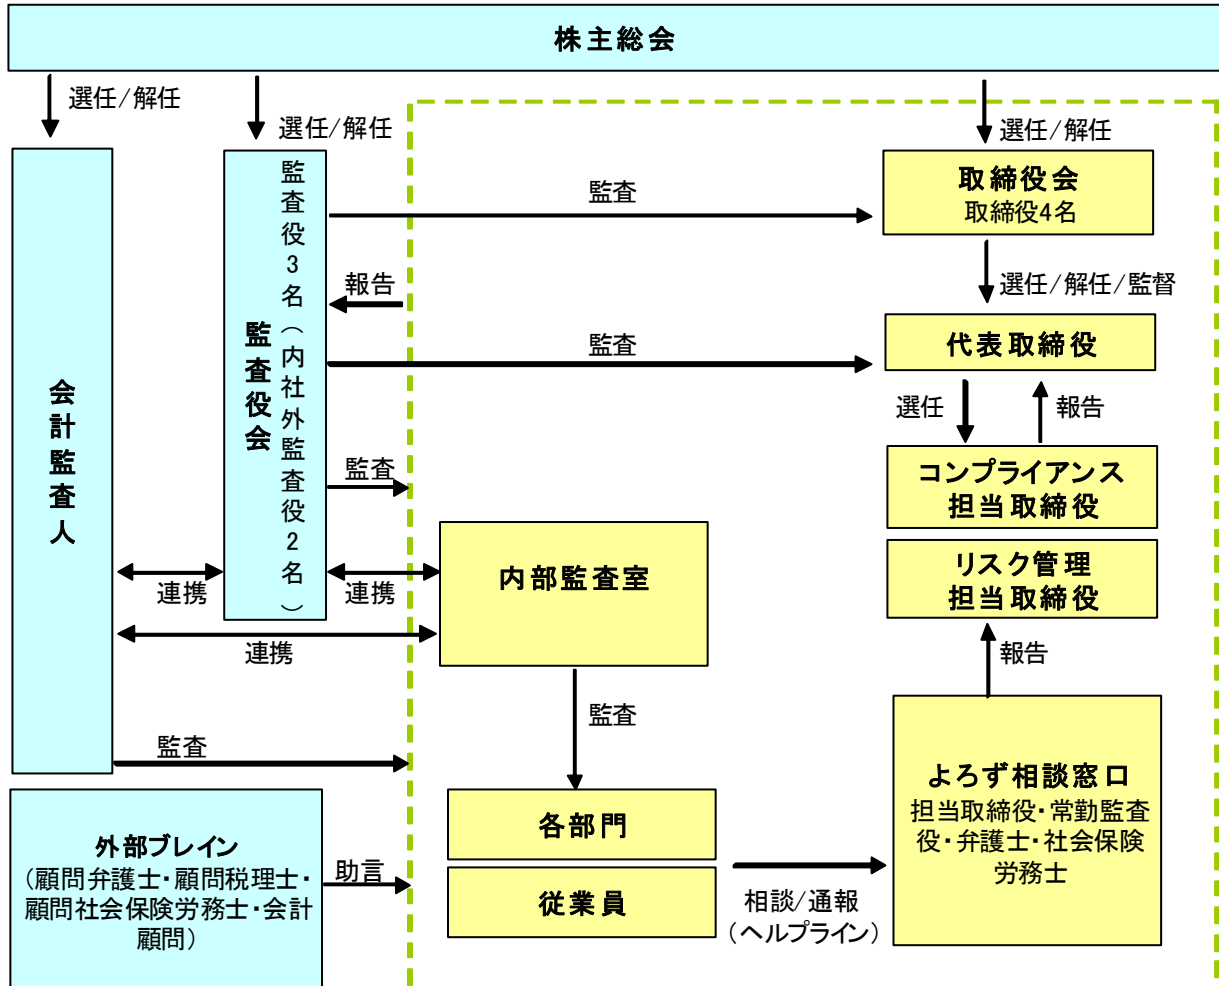 株主総会
選任/解任
選任/解任
選任/解任
会計監査人
監査役会
監査役3名(内社外監査役2名)
監査
取締役会
取締役4名
報告
選任/解任/監督
監査
代表取締役
選任
報告
監査
コンプライアンス
担当取締役
連携
連携
内部監査室
リスク管理
担当取締役
連携
報告
監査
監査
よろず相談窓口
担当取締役・常勤監査
役・弁護士・社会保険
労務士
各部門
従業員
外部ブレイン
(顧問弁護士・顧問税理士・
顧問社会保険労務士・会計
顧問)
助言
相談/通報
(ヘルプライン)